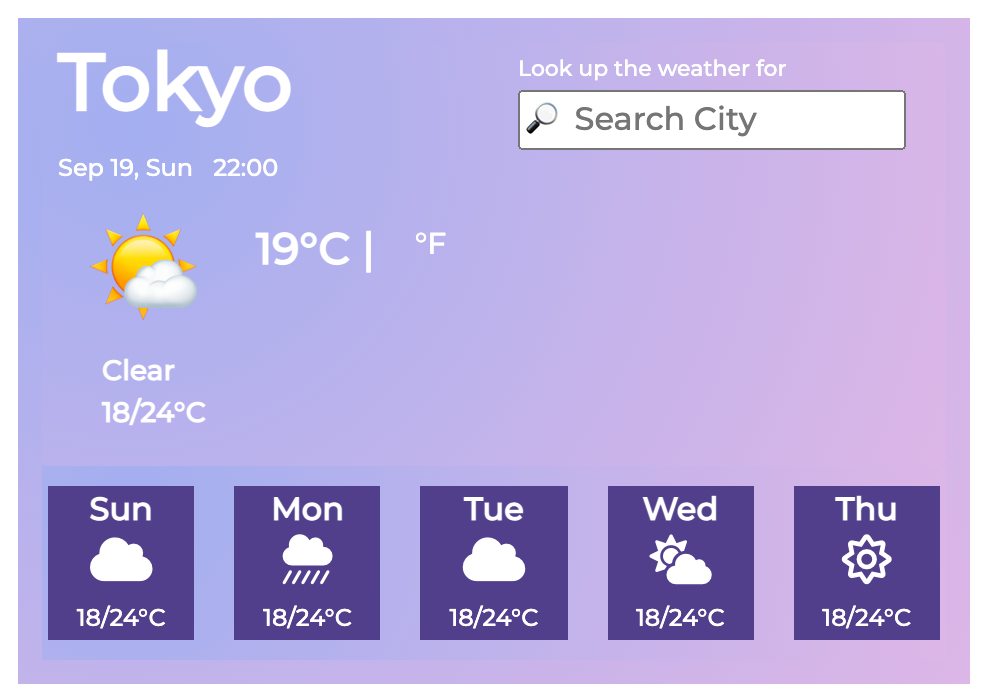 Tokyo
Look up the weather for
Search City
Sep 19, Sun 22:00
19°C | °F
Clear
18/24°C
Sun Mon Tue Wed Thu
18/24°C 18/24°C 18/24°C 18/24°C 18/24°C